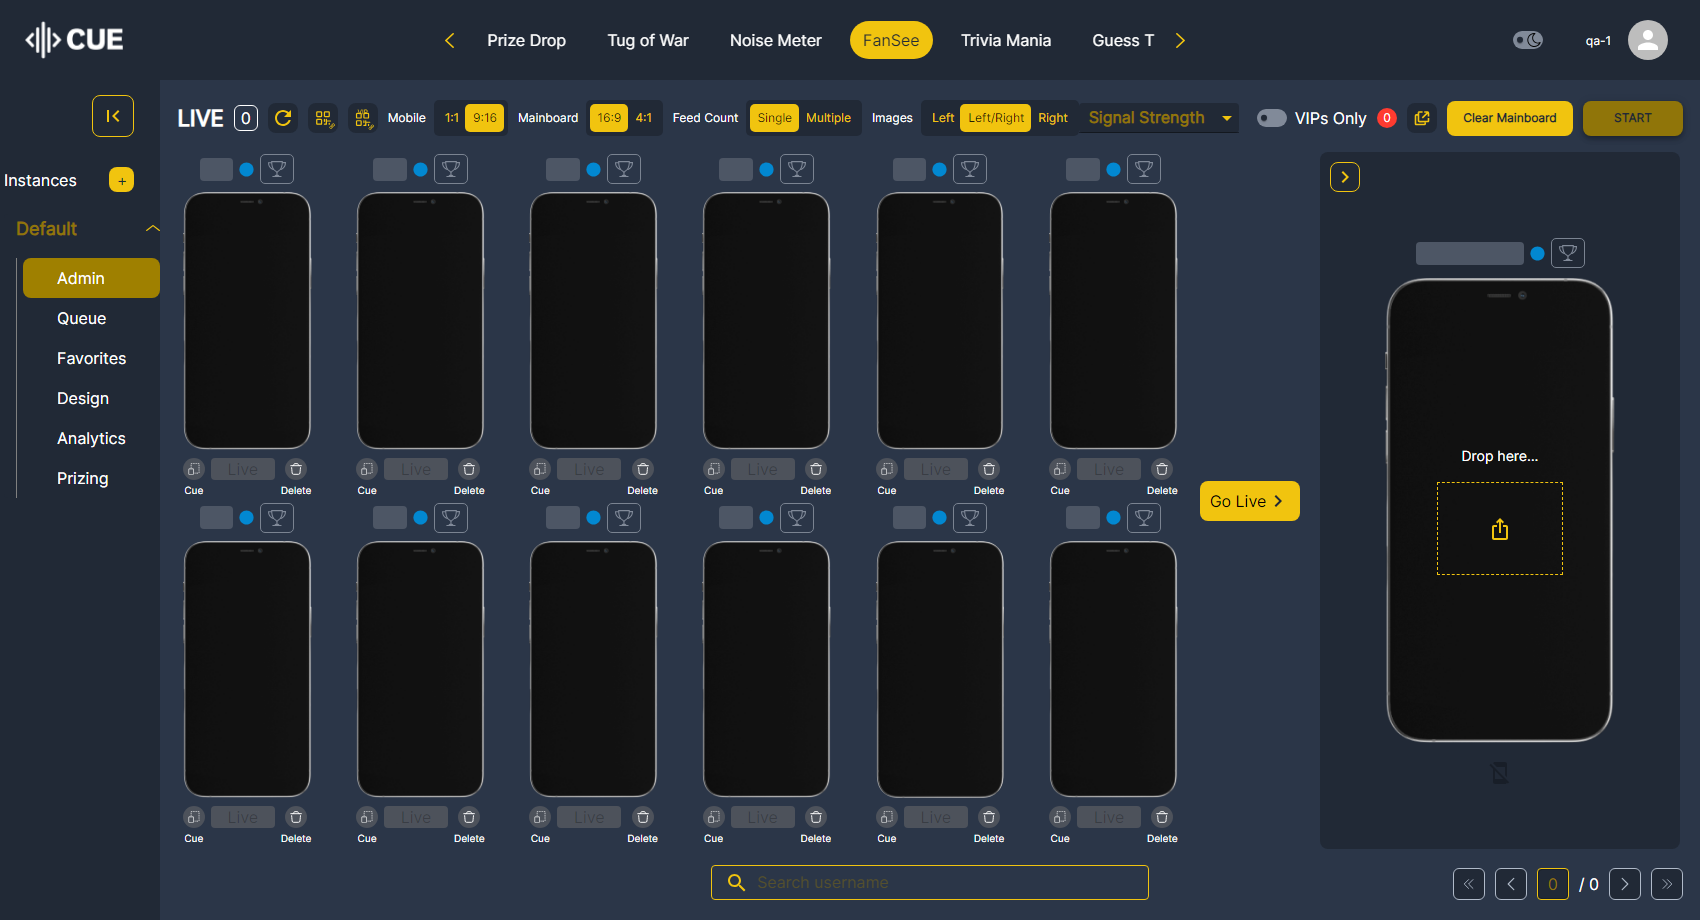 CUE
Prize Drop Tug of War Noise Meter FanSee Trivia Mania Guess T
qa-1
LIVE 0 Mobile 1:1 9:16 Mainboard 16:9 4:1 Feed Count Single Multiple Images Left Left/Right Right Signal Strength VIPs Only 0 Clear Mainboard START
Instances +
Default
Admin
Queue
Favorites
Design
Analytics
Prizing
Live Live Live Live Live Live
Cue Delete Cue Delete Cue Delete Cue Delete Cue Delete Cue Delete
Go Live
Drop here...
Live Live Live Live Live Live
Cue Delete Cue Delete Cue Delete Cue Delete Cue Delete Cue Delete
Search username
0 / 0